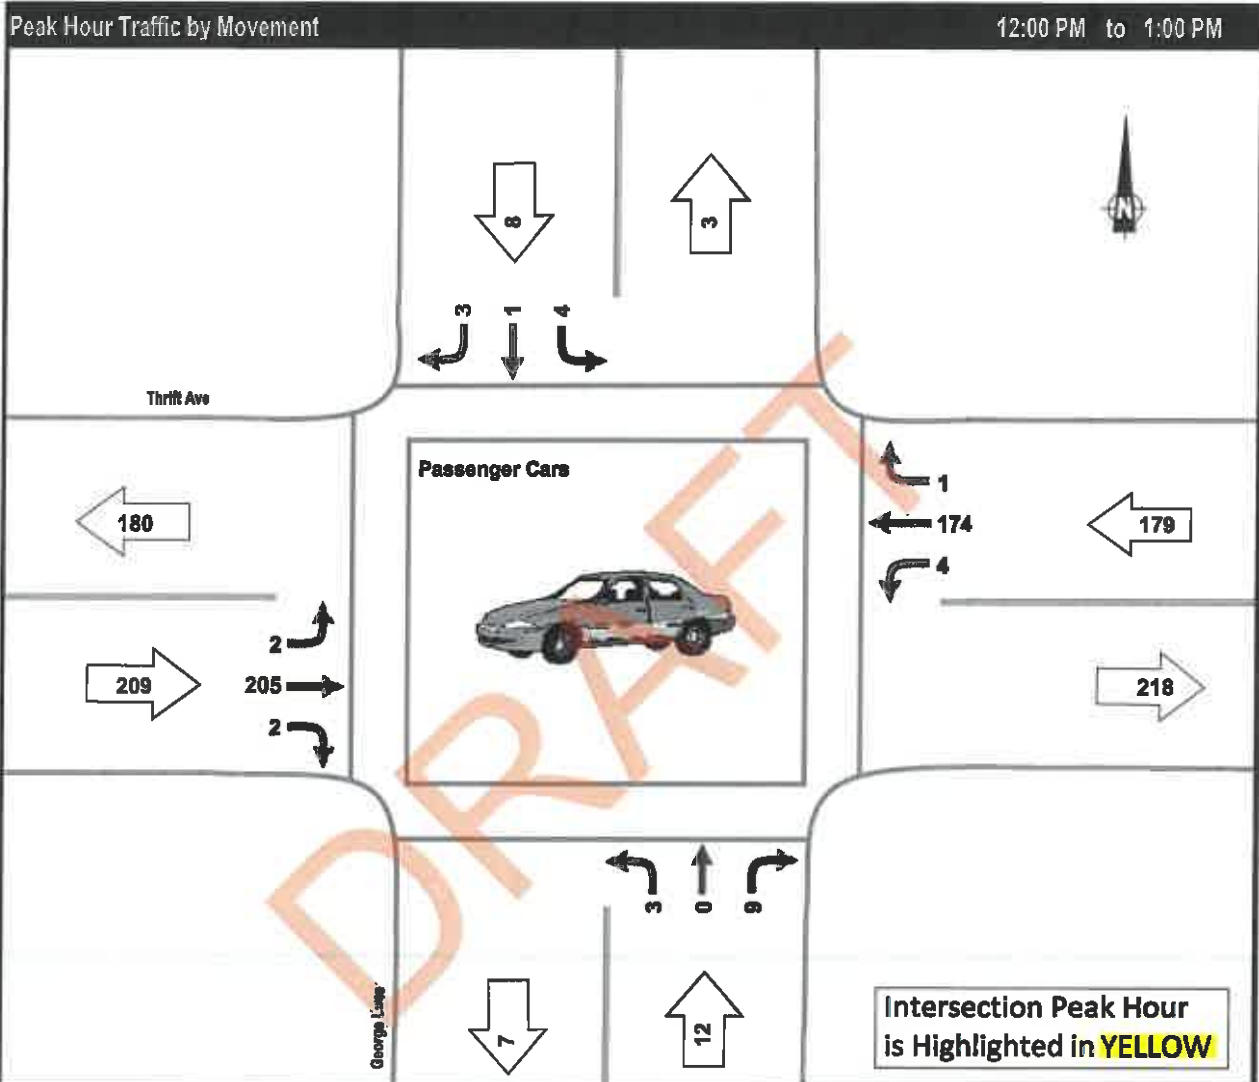 Peak Hour Traffic by Movement 12:00 PM to 1:00 PM
N
8
3
3 1 4
Thrift Ave
Passenger Cars
1
180
174
179
4
2
209
205
218
2
DRAFT
3 0 9
George
7
12
Intersection Peak Hour
is Highlighted in YELLOW